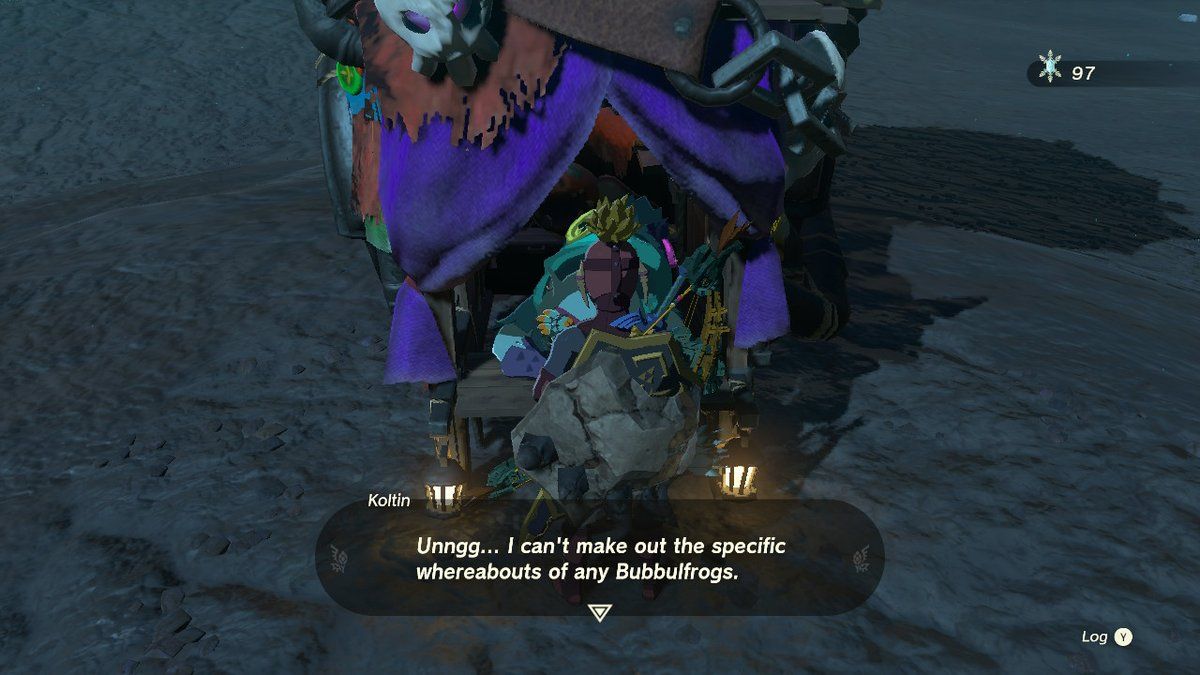 97
Koltin
Unngg... I can't make out the specific
whereabouts of any Bubbulfrogs.
Log Y